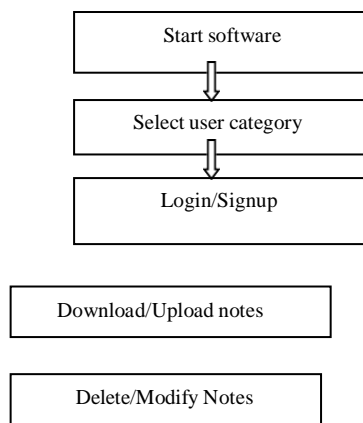 Start software
Select user category
Login/Signup
Download/Upload notes
Delete/Modify Notes